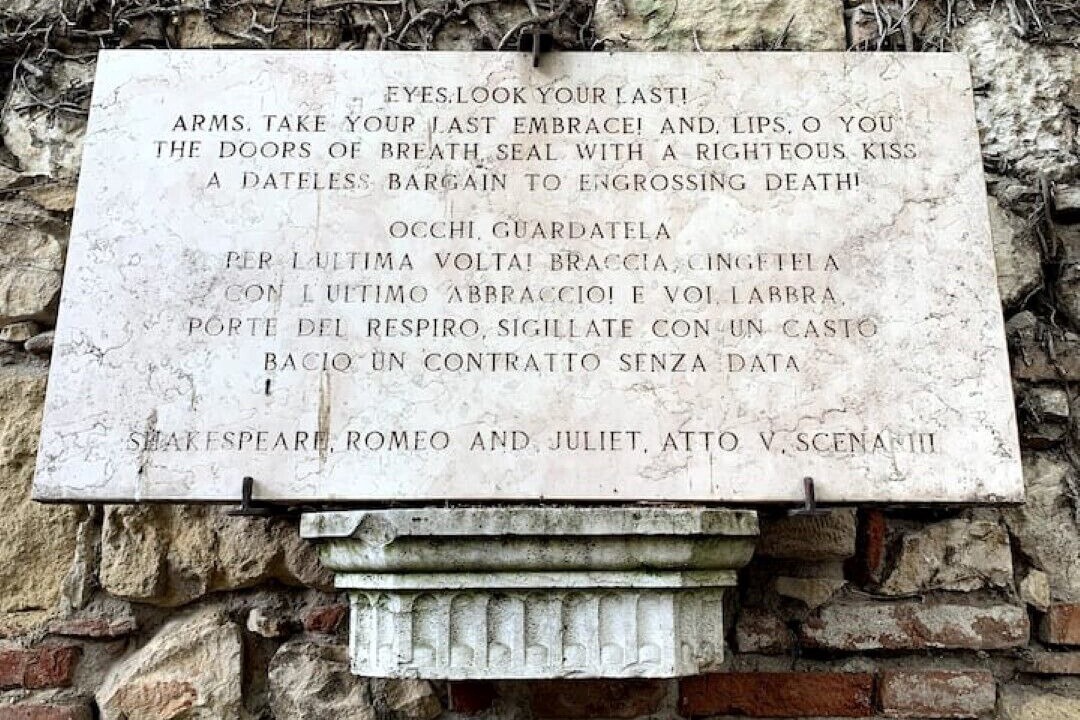 EYES, LOOK YOUR LAST!
ARMS, TAKE YOUR LAST EMBRACE! AND, LIPS, O YOU
THE DOORS OF BREATH, SEAL WITH A RIGHTEOUS KISS
A DATELESS BARGAIN TO ENGROSSING DEATH!
OCCHI, GUARDATELA
PER L'ULTIMA VOLTA! BRACCIA, CINGETELA
CON L'ULTIMO ABBRACCIO! E VOI, LABBRA,
PORTE DEL RESPIRO, SIGILLATE CON UN CASTO
BACIO UN CONTRATTO SENZA DATA
SHAKESPEARE, ROMEO AND JULIET, ATTO V, SCENA III